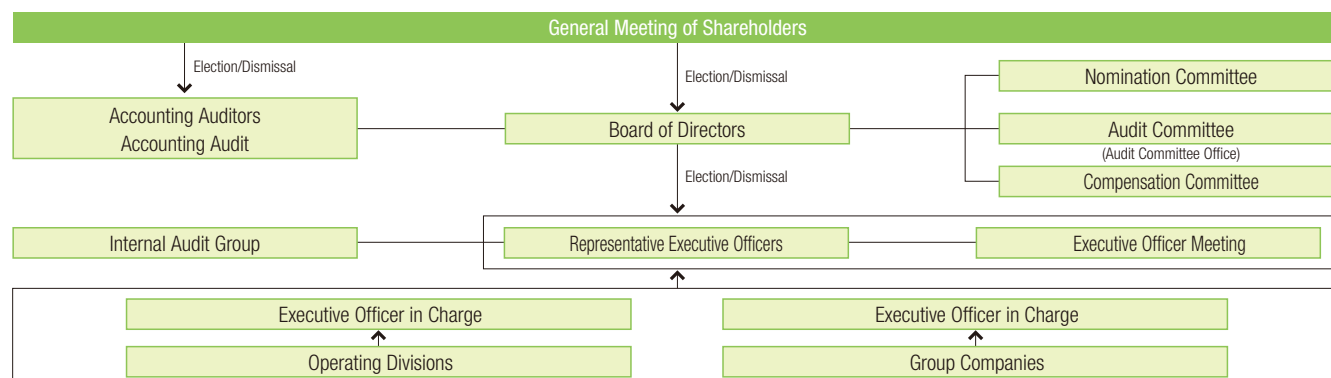 General Meeting of Shareholders
Election/Dismissal
Election/Dismissal
Nomination Committee
Accounting Auditors
Accounting Audit
Board of Directors
Audit Committee
(Audit Committee Office)
Election/Dismissal
Compensation Committee
Internal Audit Group
Representative Executive Officers
Executive Officer Meeting
Executive Officer in Charge
Executive Officer in Charge
Operating Divisions
Group Companies